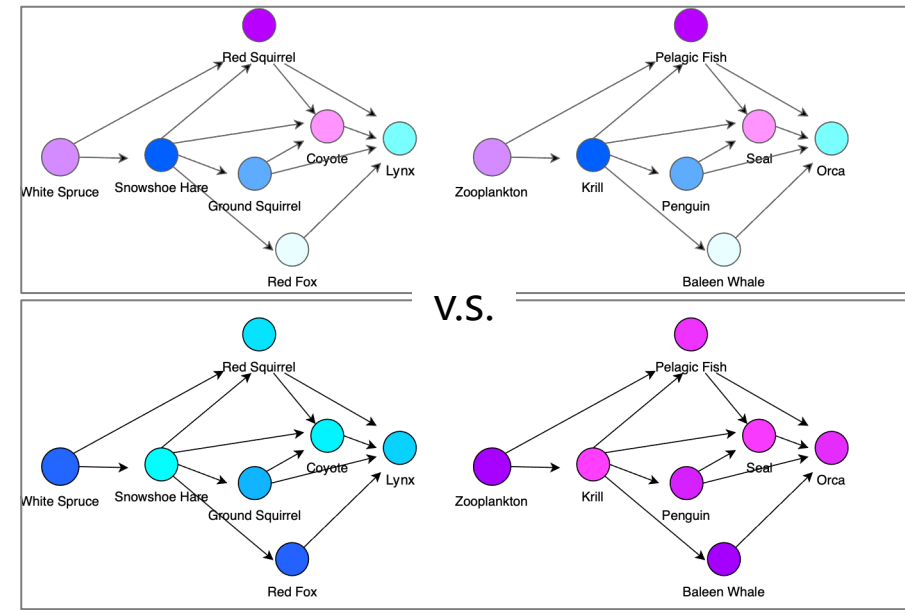 Red Squirrel
Pelagic Fish
Coyote
Lynx
Seal
Orca
White Spruce
Snowshoe Hare
Ground Squirrel
Zooplankton
Krill
Penguin
Red Fox
Baleen Whale
v.s.
Red Squirrel
Pelagic Fish
Coyote
Lynx
Seal
Orca
White Spruce
Snowshoe Hare
Ground Squirrel
Zooplankton
Krill
Penguin
Red Fox
Baleen Whale